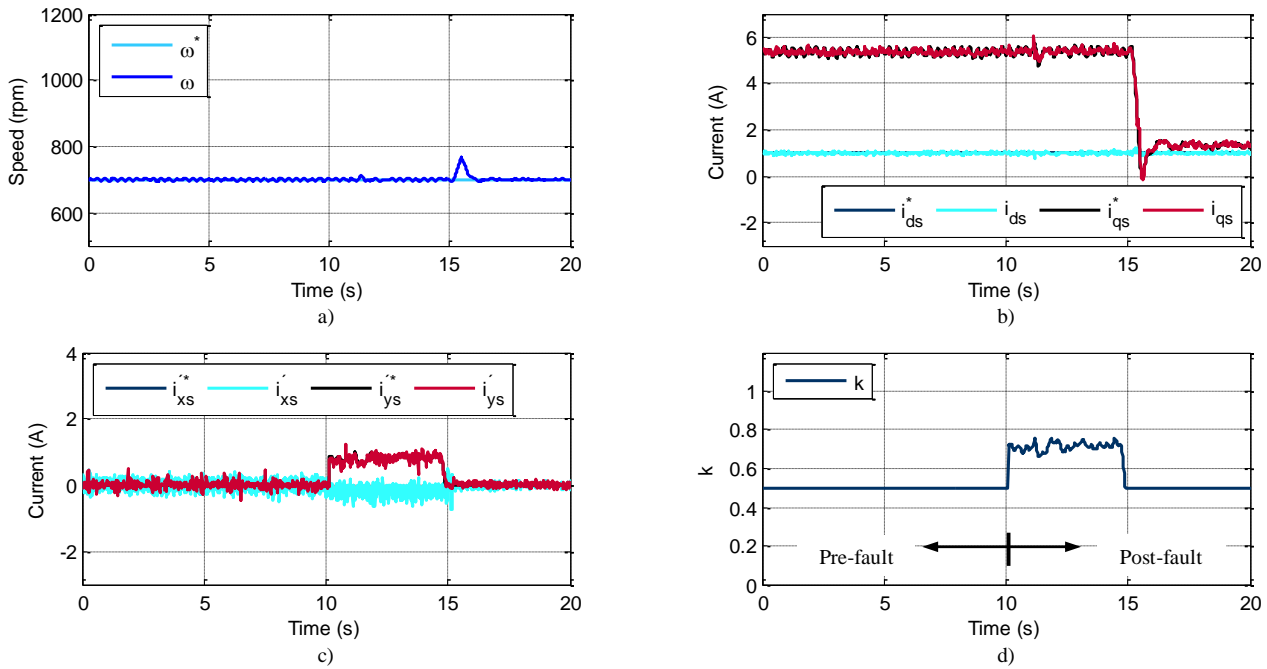 1200
1000
800
600
Speed (rpm)
ω*
ω
0 5 10 15 20
Time (s)
a)
6
4
2
0
-2
Current (A)
i*ds ids i*qs iqs
0 5 10 15 20
Time (s)
b)
4
2
0
-2
Current (A)
i´*xs i´xs i´*ys i´ys
0 5 10 15 20
Time (s)
c)
1
0.8
0.6
0.4
0.2
0
k
k
Pre-fault Post-fault
0 5 10 15 20
Time (s)
d)